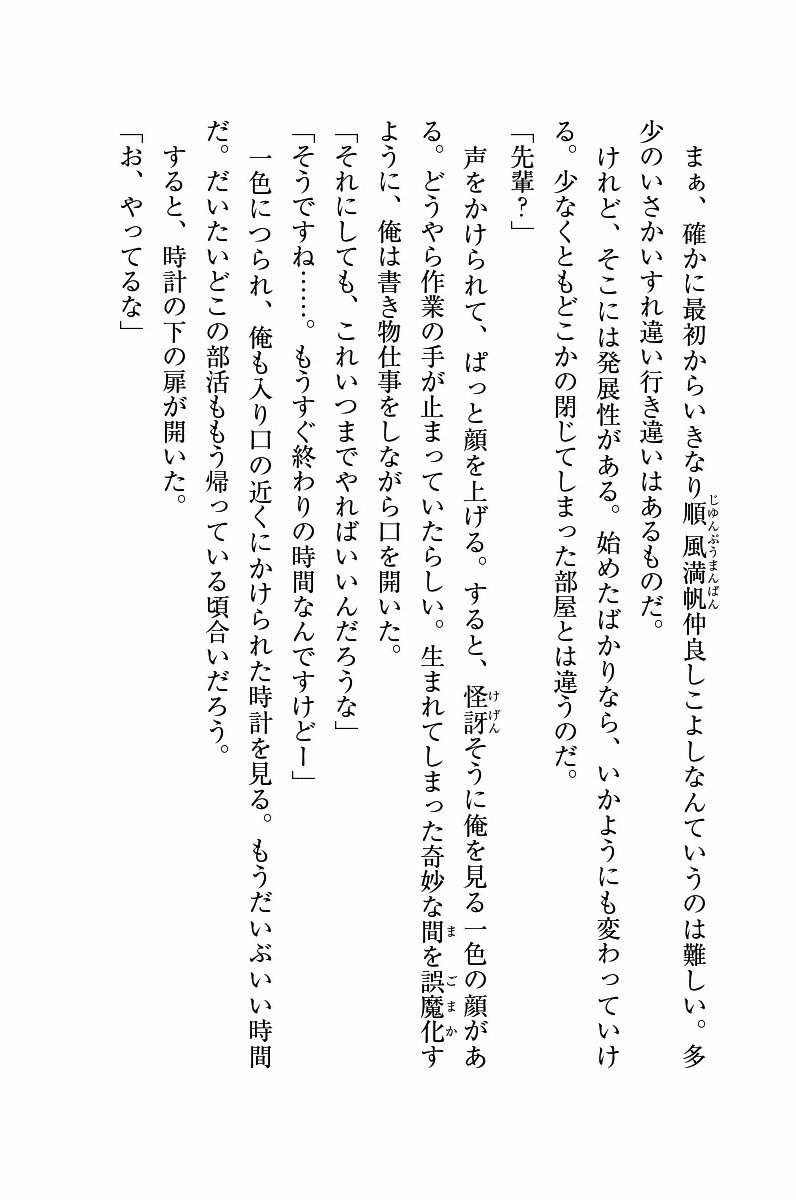 まぁ、確かに最初からいきなり順風満帆仲良しこよしなんていうのは難しい。多
少のいさかいすれ違い行き違いはあるものだ。
けれど、そこには発展性がある。始めたばかりなら、いかようにも変わっていけ
る。少なくともどこかの閉じてしまった部屋とは違うのだ。
「先輩?」
声をかけられて、ぱっと顔を上げる。すると、怪訝そうに俺を見る一色の顔があ
る。どうやら作業の手が止まっていたらしい。生まれてしまった奇妙な間を誤魔化す
ように、俺は書き物仕事をしながら口を開いた。
「それにしても、これいつまでやればいいんだろうな」
「そうですね……。もうすぐ終わりの時間なんですけどー」
一色につられ、俺も入り口の近くにかけられた時計を見る。もうだいぶいい時間
だ。だいたいどこの部活ももう帰っている頃合いだろう。
すると、時計の下の扉が開いた。
「お、やってるな」